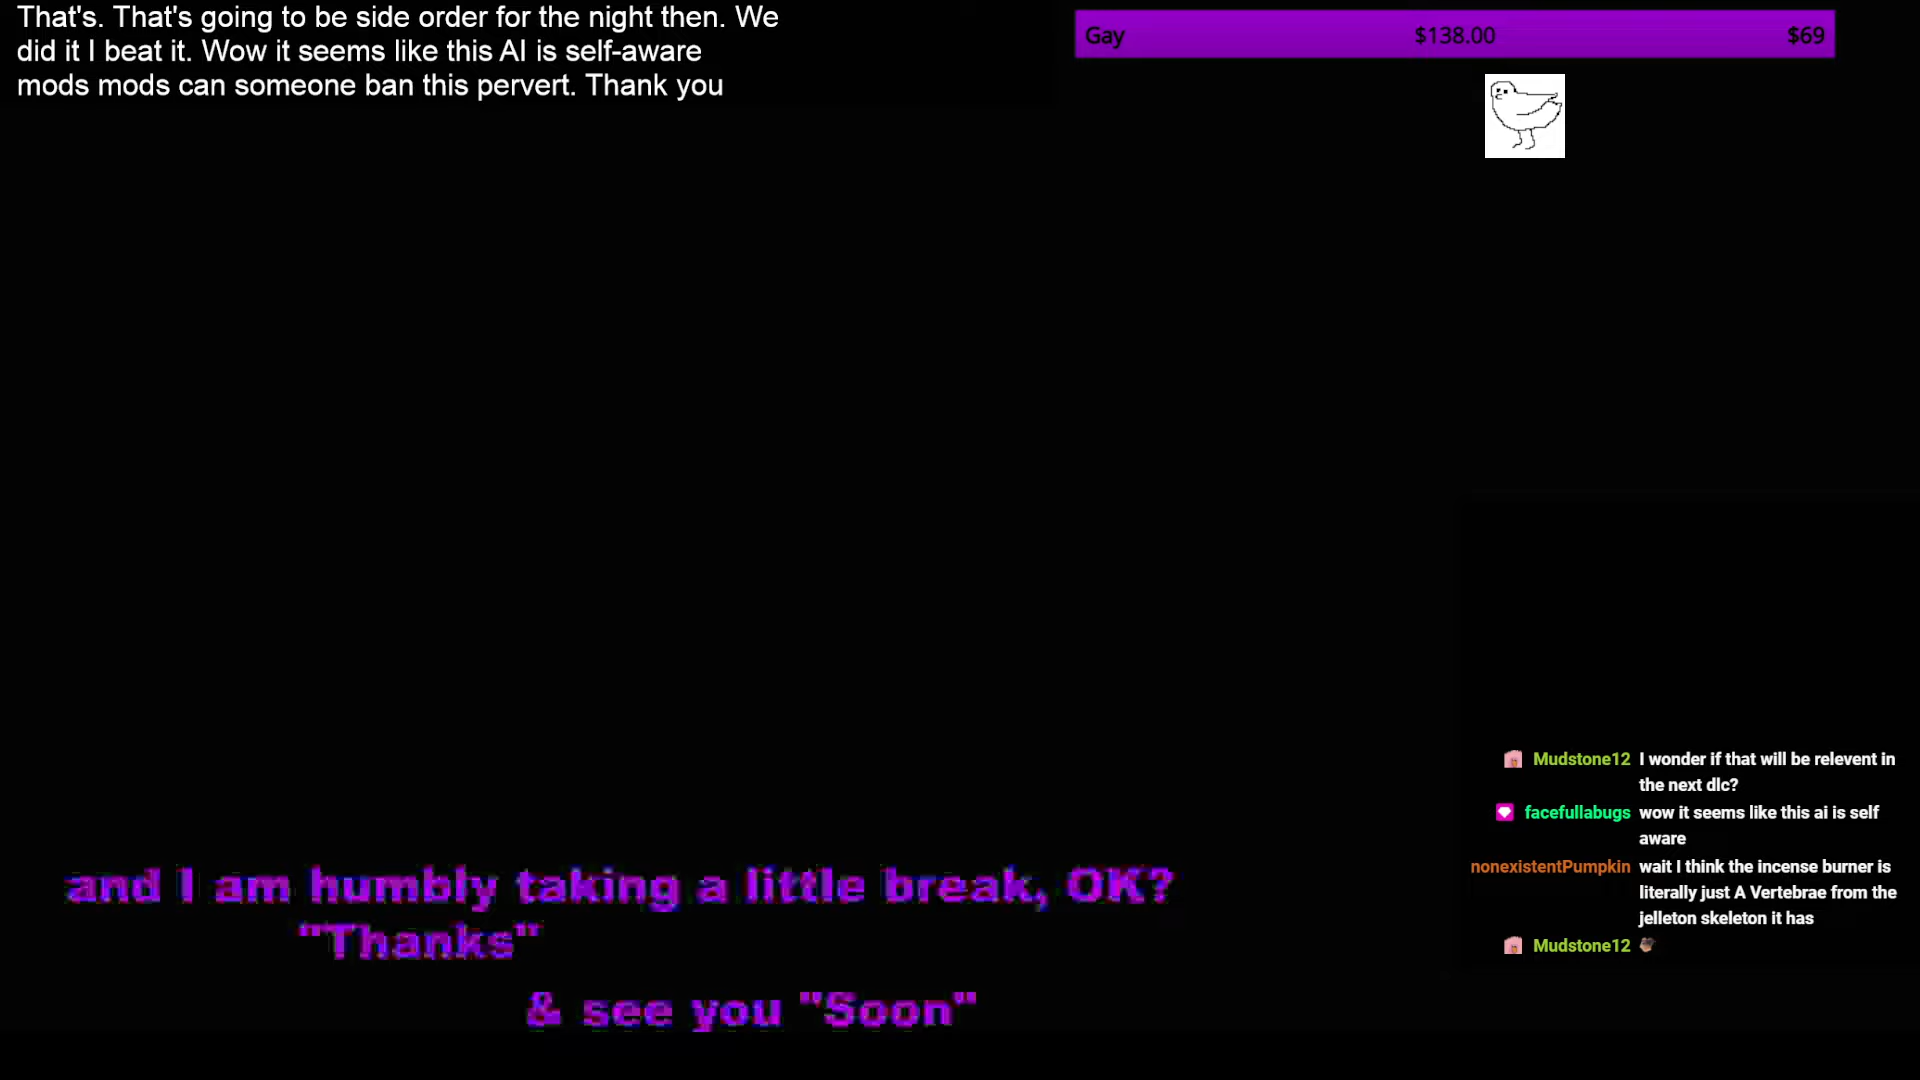 That's. That's going to be side order for the night then. We
did it I beat it. Wow it seems like this AI is self-aware
mods mods can someone ban this pervert. Thank you
Gay $138.00 $69
Mudstone12 I wonder if that will be relevent in
the next dlc?
facefullabugs wow it seems like this ai is self
aware
nonexistentPumpkin wait I think the incense burner is
literally just A Vertebrae from the
jelleton skeleton it has
Mudstone12
and I am humbly taking a little break, OK?
"Thanks"
& see you "Soon"